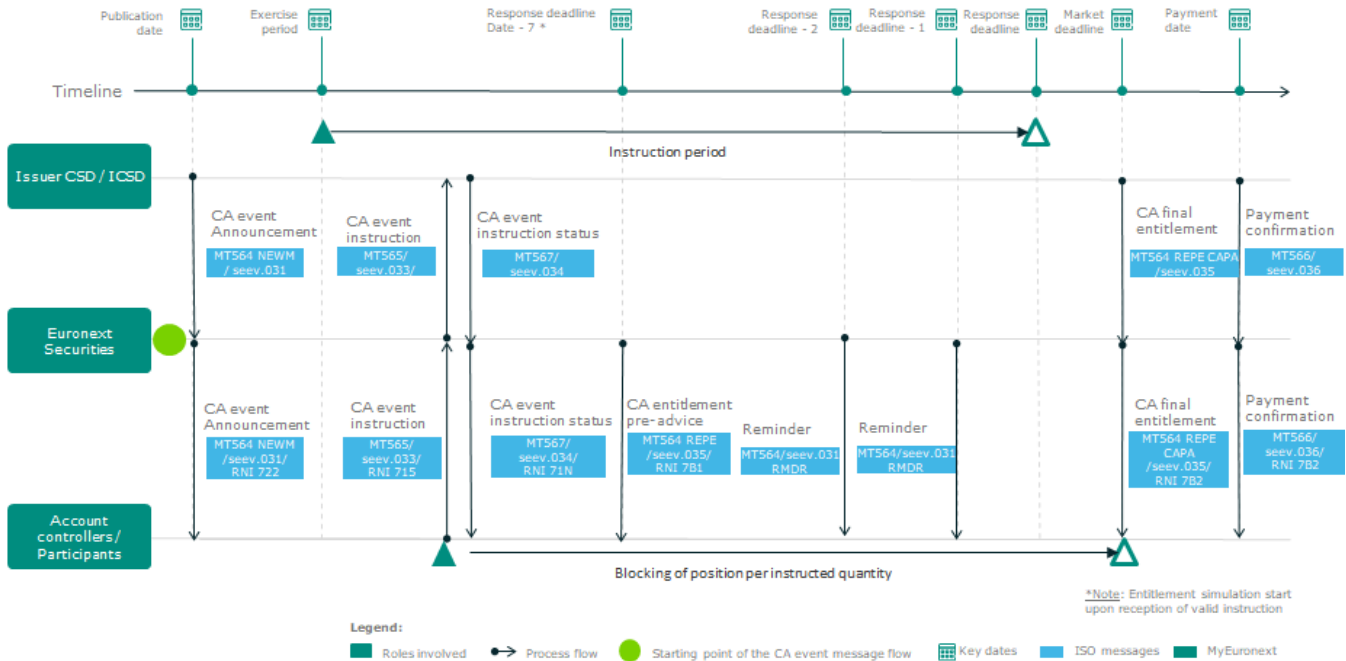 Publication
date
Exercise
period
Response deadline
Date - 7 *
Response
deadline - 2
Response
deadline - 1
Response
deadline
Market
deadline
Payment
date
Timeline
Instruction period
Issuer CSD / ICSD
CA event
Announcement
MT564 NEWM
/ seev.031
CA event
instruction
MT565/
seev.033/
CA event
instruction status
MT567/
seev.034
CA final
entitlement
MT564 REPE CAPA
/seev.035
Payment
confirmation
MT566/
seev.036
Euronext
Securities
CA event
Announcement
MT564 NEWM
/seev.031/
RNI 722
CA event
instruction
MT565/
seev.033/
RNI 715
CA event
instruction status
MT567/
seev.034/
RNI 71N
CA entitlement
pre-advice
MT564 REPE
/seev.035/
RNI 7B1
Reminder
MT564/seev.031
RMDR
Reminder
MT564/seev.031
RMDR
CA final
entitlement
MT564 REPE
CAPA
/seev.035/
RNI 7B2
Payment
confirmation
MT566/
seev.036/
RNI 7B2
Account
controllers/
Participants
Blocking of position per instructed quantity
*Note: Entitlement simulation start
upon reception of valid instruction
Legend:
Roles involved
Process flow
Starting point of the CA event message flow
Key dates
ISO messages
MyEuronext